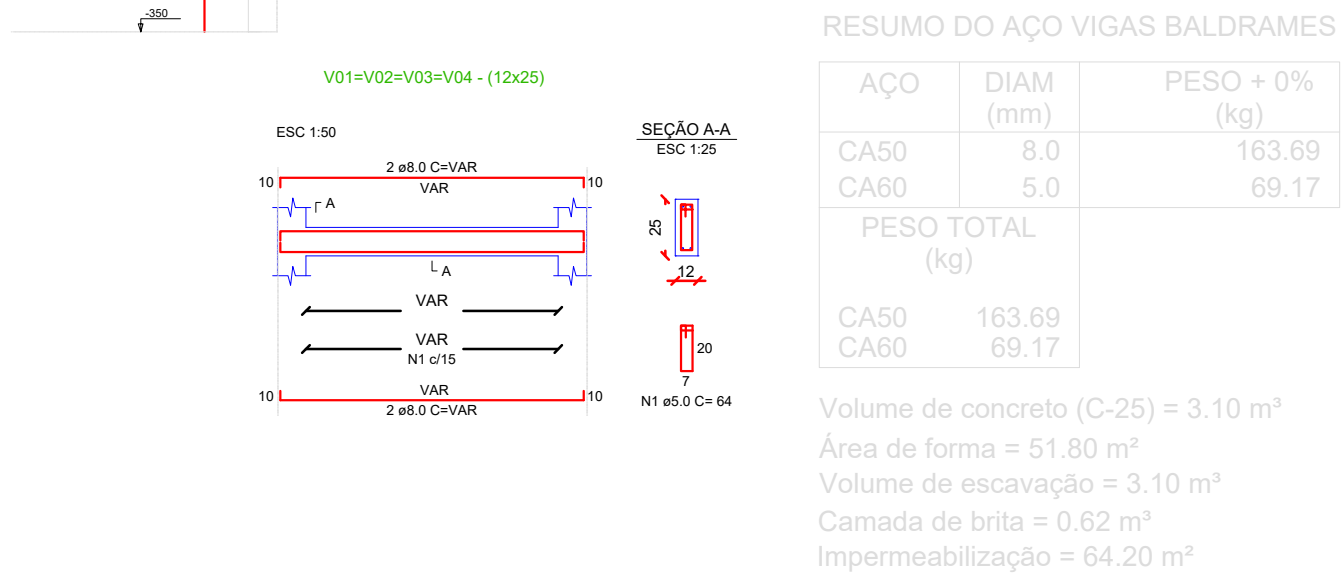 -350
V01=V02=V03=V04 - (12x25)
ESC 1:50
2 ø8.0 C=VAR
10
VAR
10
A
A
VAR
VAR
N1 c/15
10
VAR
10
2 ø8.0 C=VAR
SEÇÃO A-A
ESC 1:25
25
12
20
7
N1 ø5.0 C= 64
RESUMO DO AÇO VIGAS BALDRAMES
AÇO DIAM PESO + 0%
(mm) (kg)
CA50 8.0 163.69
CA60 5.0 69.17
PESO TOTAL
(kg)
CA50 163.69
CA60 69.17
Volume de concreto (C-25) = 3.10 m³
Área de forma = 51.80 m²
Volume de escavação = 3.10 m³
Camada de brita = 0.62 m³
Impermeabilização = 64.20 m²